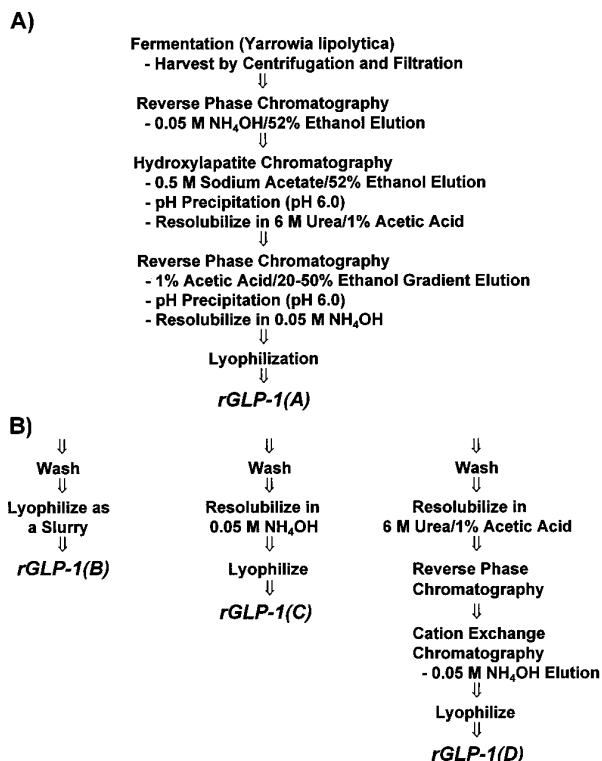 A)
Fermentation (Yarrowia lipolytica)
- Harvest by Centrifugation and Filtration
⇓
Reverse Phase Chromatography
- 0.05 M NH₄OH/52% Ethanol Elution
⇓
Hydroxylapatite Chromatography
- 0.5 M Sodium Acetate/52% Ethanol Elution
- pH Precipitation (pH 6.0)
- Resolubilize in 6 M Urea/1% Acetic Acid
⇓
Reverse Phase Chromatography
- 1% Acetic Acid/20-50% Ethanol Gradient Elution
- pH Precipitation (pH 6.0)
- Resolubilize in 0.05 M NH₄OH
⇓
Lyophilization
⇓
rGLP-1(A)
B)
⇓
Wash
⇓
Lyophilize as
a Slurry
⇓
rGLP-1(B)
⇓
Wash
⇓
Resolubilize in
0.05 M NH₄OH
⇓
Lyophilize
⇓
rGLP-1(C)
⇓
Wash
⇓
Resolubilize in
6 M Urea/1% Acetic Acid
⇓
Reverse Phase
Chromatography
⇓
Cation Exchange
Chromatography
- 0.05 M NH₄OH Elution
⇓
Lyophilize
⇓
rGLP-1(D)